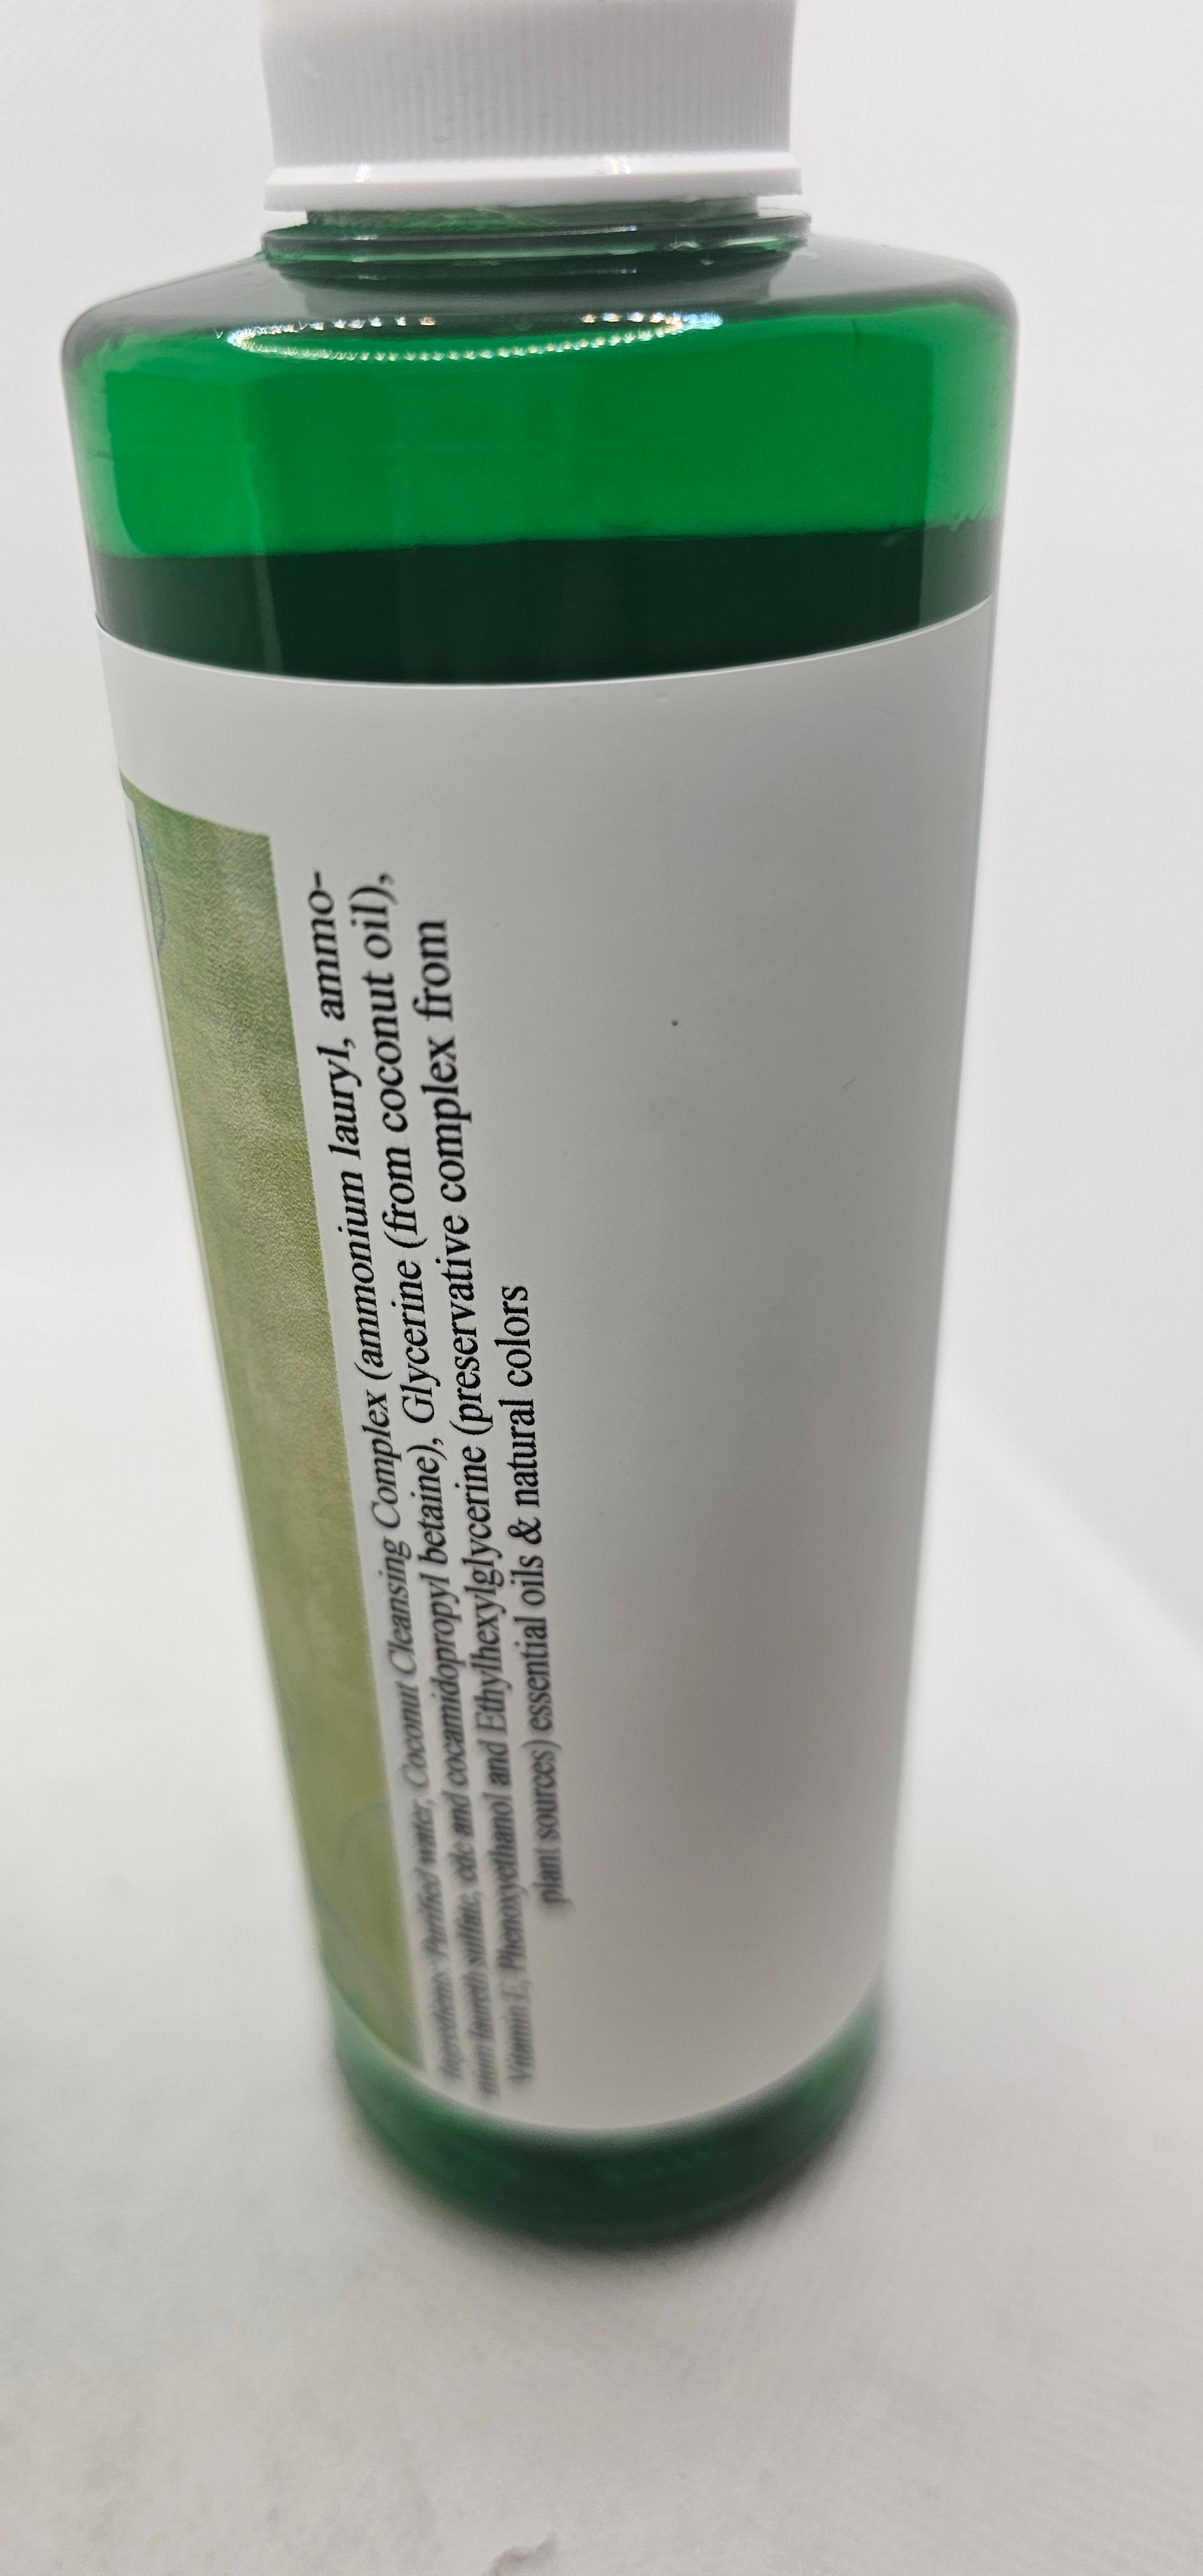 Ingredients: Purified water, Coconut Cleansing Complex (ammonium lauryl, ammo-
nium laureth sulfate, cde and cocamidopropyl betaine), Glycerine (from coconut oil),
Vitamin E, Phenoxyethanol and Ethylhexylglycerine (preservative complex from
plant sources) essential oils & natural colors